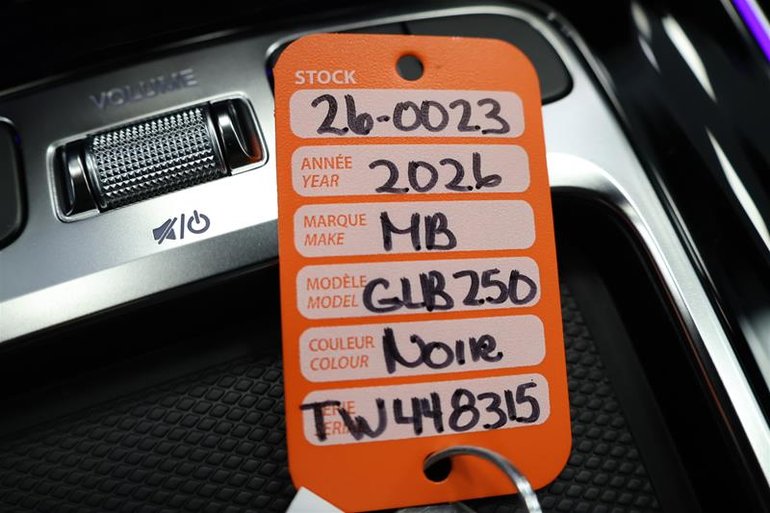 VOLUME
STOCK
26-0023
ANNÉE
YEAR
2026
MARQUE
MAKE
MB
MODÈLE
MODEL
GLB250
COULEUR
COLOUR
Noire
TW448315